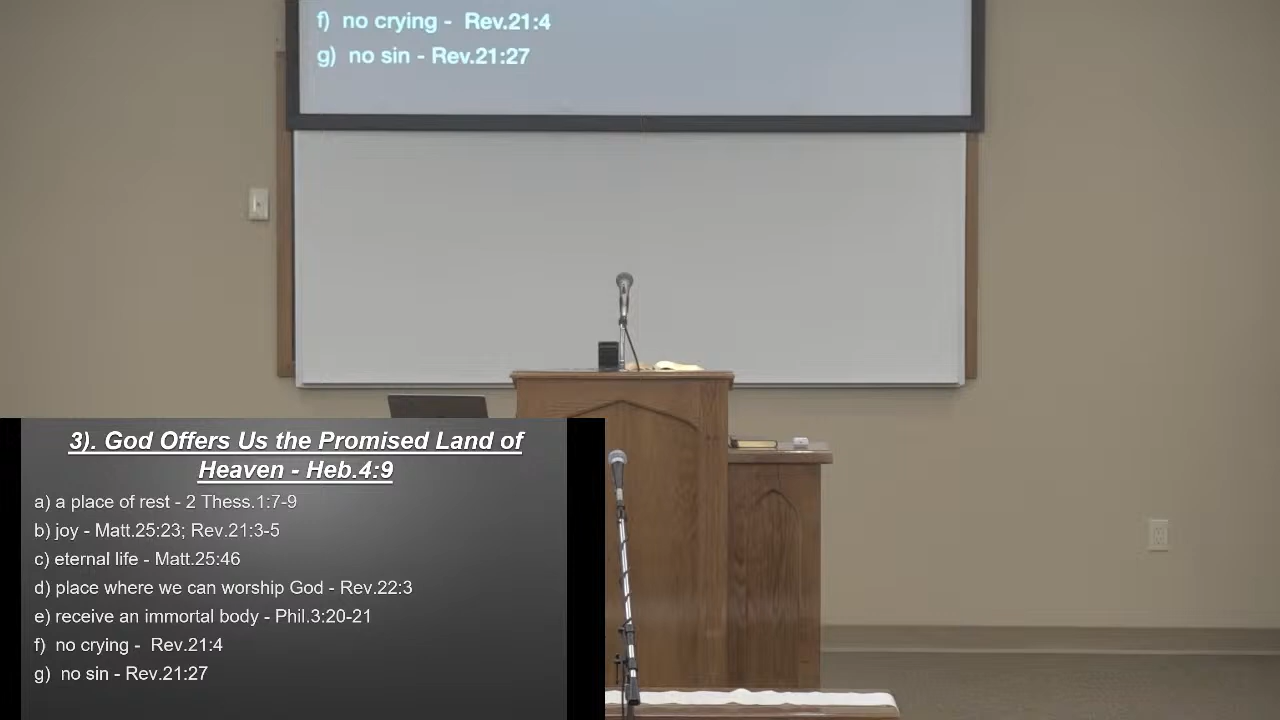 f)  no crying -  Rev.21:4
g)  no sin - Rev.21:27
3). God Offers Us the Promised Land of
Heaven - Heb.4:9
a) a place of rest - 2 Thess.1:7-9
b) joy - Matt.25:23; Rev.21:3-5
c) eternal life - Matt.25:46
d) place where we can worship God - Rev.22:3
e) receive an immortal body - Phil.3:20-21
f)  no crying -  Rev.21:4
g)  no sin - Rev.21:27